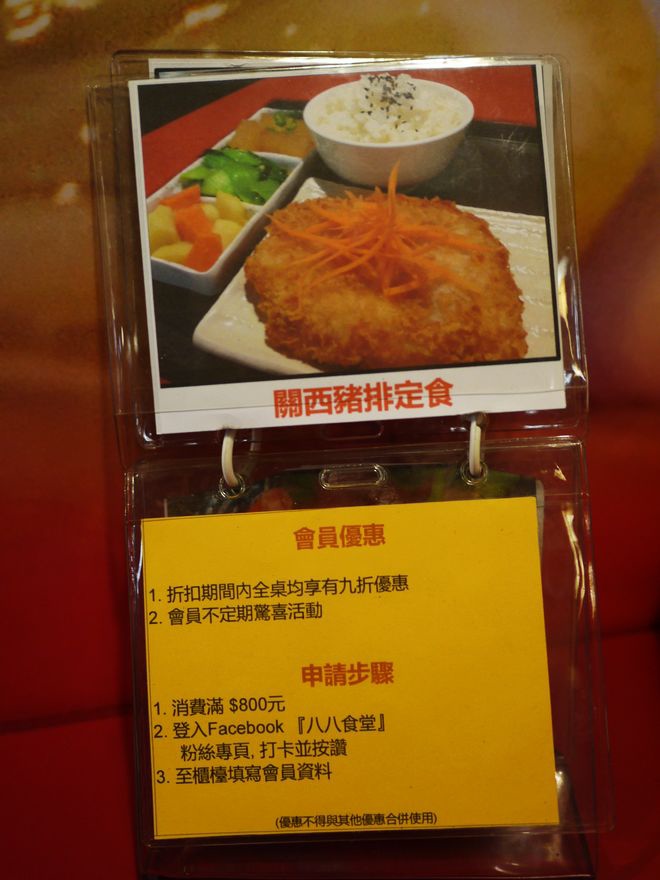 關西豬排定食
會員優惠
1. 折扣期間內全桌均享有九折優惠
2. 會員不定期驚喜活動
申請步驟
1. 消費滿 $800元
2. 登入Facebook 『八八食堂』
粉絲專頁, 打卡並按讚
3. 至櫃檯填寫會員資料
(優惠不得與其他優惠合併使用)